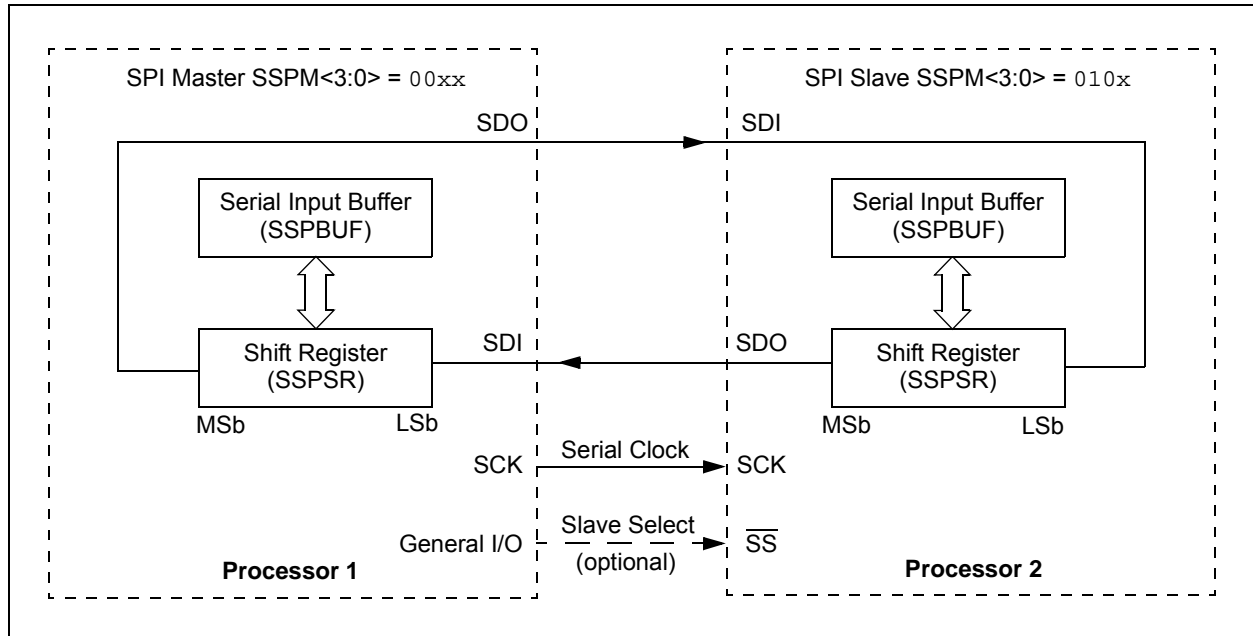 SPI Master SSPM<3:0> = 00xx
SPI Slave SSPM<3:0> = 010x
SDO
SDI
Serial Input Buffer
(SSPBUF)
Serial Input Buffer
(SSPBUF)
Shift Register
(SSPSR)
SDI
SDO
Shift Register
(SSPSR)
MSb
LSb
MSb
LSb
SCK
Serial Clock
SCK
General I/O
Slave Select
(optional)
S̅S̅
Processor 1
Processor 2